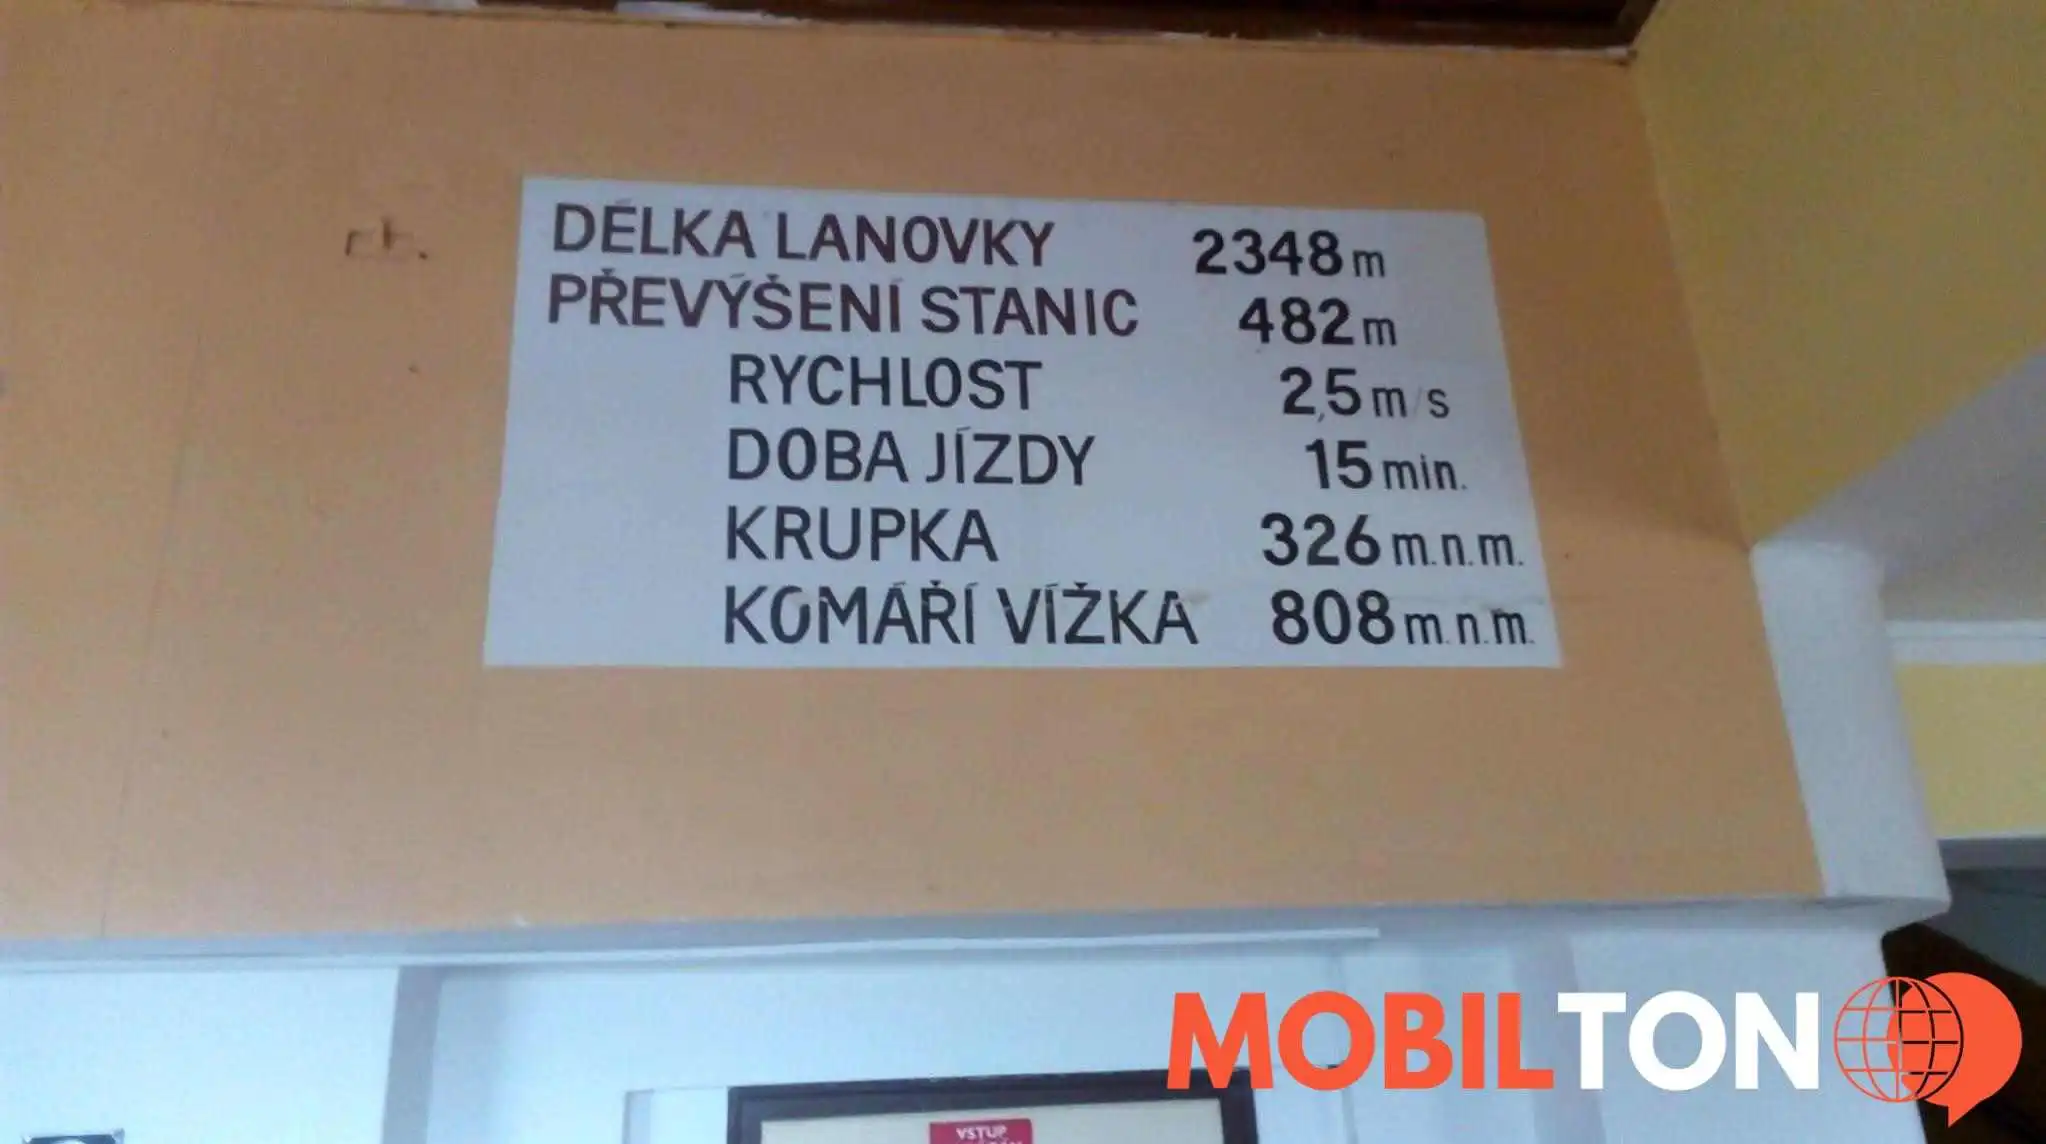 DÉLKA LANOVKY 2348 m
PŘEVÝŠENÍ STANIC 482 m
RYCHLOST 2,5 m/s
DOBA JÍZDY 15 min.
KRUPKA 326 m.n.m.
KOMÁŘÍ VÍŽKA 808 m.n.m.
MOBILTON
VSTUP